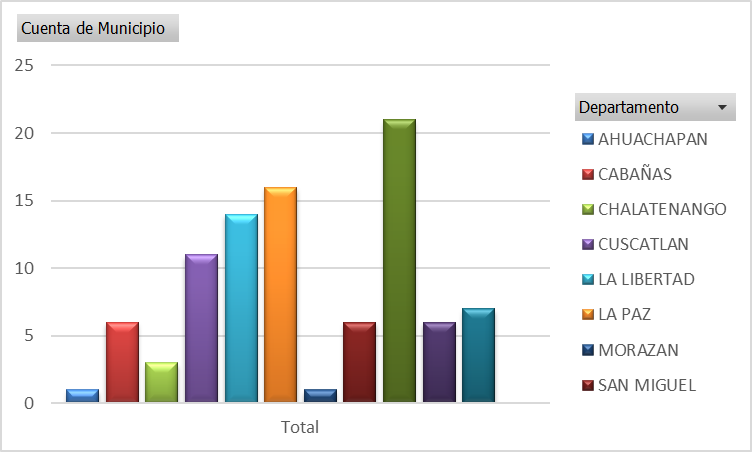 Cuenta de Municipio
25
20
15
10
5
0
Total
Departamento
AHUACHAPAN
CABAÑAS
CHALATENANGO
CUSCATLAN
LA LIBERTAD
LA PAZ
MORAZAN
SAN MIGUEL